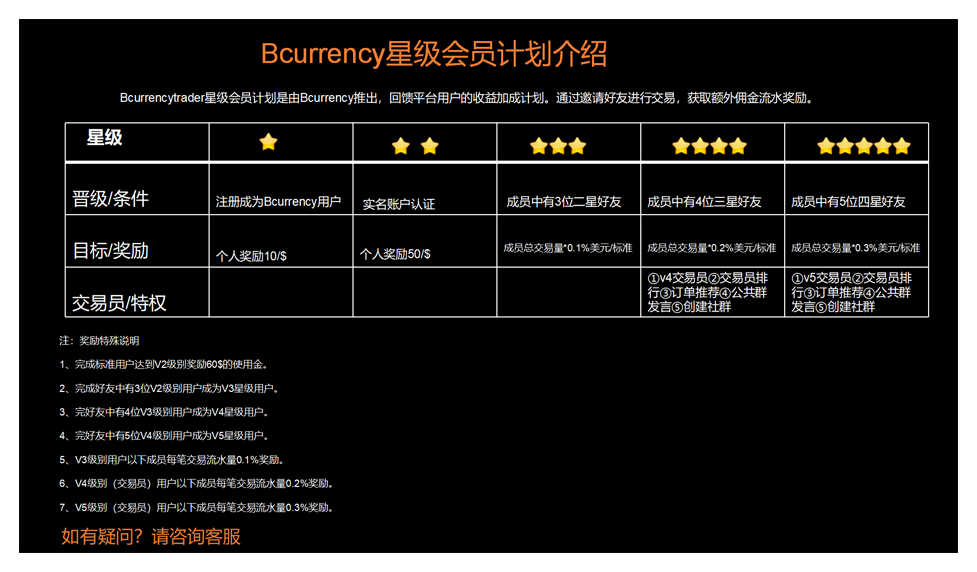 Bcurrency星级会员计划介绍
Bcurrencytrader星级会员计划是由Bcurrency推出，回馈平台用户的收益加成计划。通过邀请好友进行交易，获取额外佣金流水奖励。
星级
晋级/条件 注册成为Bcurrency用户 实名账户认证 成员中有3位二星好友 成员中有4位三星好友 成员中有5位四星好友
目标/奖励 个人奖励10/$ 个人奖励50/$ 成员总交易量*0.1%美元/标准 成员总交易量*0.2%美元/标准 成员总交易量*0.3%美元/标准
交易员/特权
①v4交易员②交易员排
行③订单推荐④公共群
发言⑤创建社群
①v5交易员②交易员排
行③订单推荐④公共群
发言⑤创建社群
注：奖励特殊说明
1、完成标准用户达到V2级别奖励60$的使用金。
2、完成好友中有3位V2级别用户成为V3星级用户。
3、完好友中有4位V3级别用户成为V4星级用户。
4、完好友中有5位V4级别用户成为V5星级用户。
5、V3级别用户以下成员每笔交易流水量0.1%奖励。
6、V4级别（交易员）用户以下成员每笔交易流水量0.2%奖励。
7、V5级别（交易员）用户以下成员每笔交易流水量0.3%奖励。
如有疑问？请咨询客服